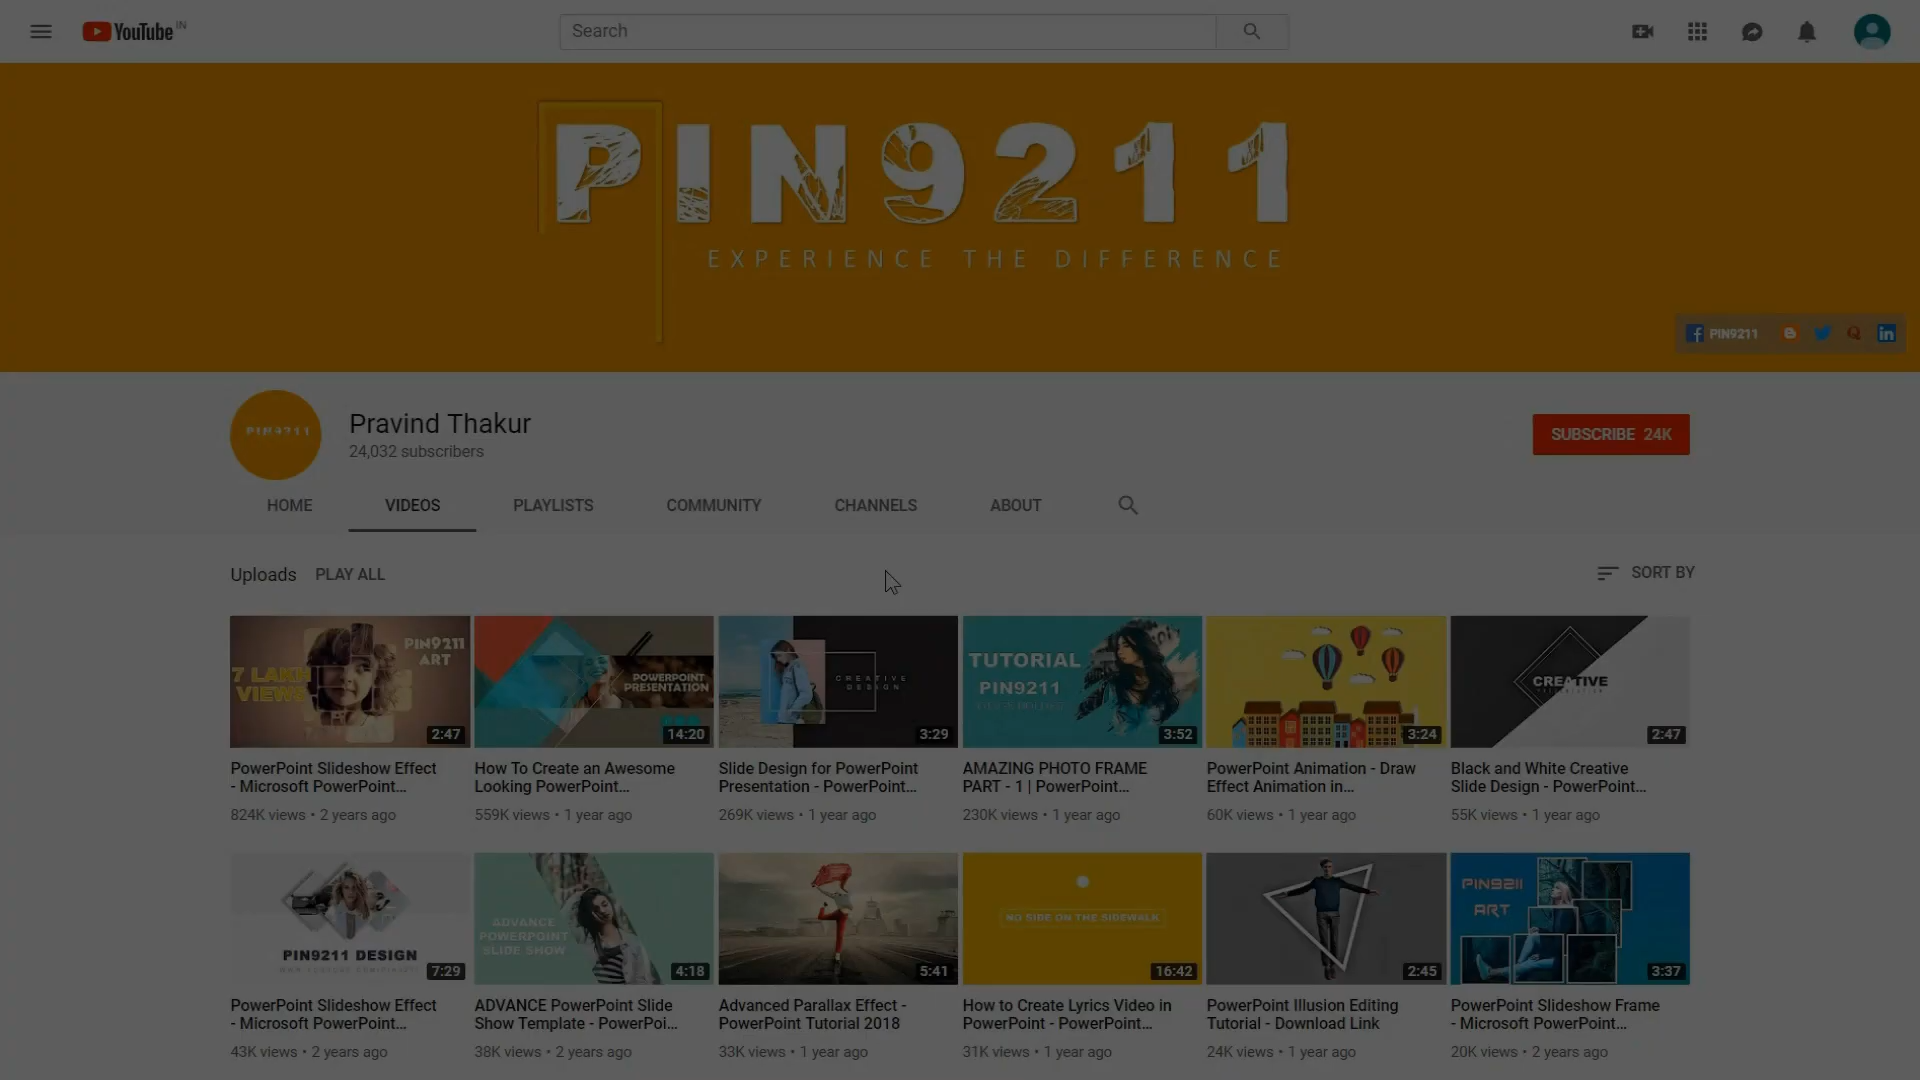 YouTube IN
Search
PIN9211
EXPERIENCE THE DIFFERENCE
PIN9211
PIN9211
Pravind Thakur
24,032 subscribers
SUBSCRIBE 24K
HOME VIDEOS PLAYLISTS COMMUNITY CHANNELS ABOUT
Uploads PLAY ALL
SORT BY
7 LAKH
VIEWS
PIN9211
ART
2:47
POWERPOINT
PRESENTATION
14:20
CREATIVE
DESIGN
3:29
TUTORIAL
PIN9211
3:52
3:24
CREATIVE
2:47
PowerPoint Slideshow Effect
- Microsoft PowerPoint...
824K views • 2 years ago
How To Create an Awesome
Looking PowerPoint...
559K views • 1 year ago
Slide Design for PowerPoint
Presentation - PowerPoint...
269K views • 1 year ago
AMAZING PHOTO FRAME
PART - 1 | PowerPoint...
230K views • 1 year ago
PowerPoint Animation - Draw
Effect Animation in...
60K views • 1 year ago
Black and White Creative
Slide Design - PowerPoint...
55K views • 1 year ago
PIN9211 DESIGN
7:29
ADVANCE
POWERPOINT
SLIDE SHOW
4:18
5:41
NO SIDE ON THE SIDEWALK
16:42
2:45
PIN9211
ART
3:37
PowerPoint Slideshow Effect
- Microsoft PowerPoint...
43K views • 2 years ago
ADVANCE PowerPoint Slide
Show Template - PowerPoi...
38K views • 2 years ago
Advanced Parallax Effect -
PowerPoint Tutorial 2018
33K views • 1 year ago
How to Create Lyrics Video in
PowerPoint - PowerPoint...
31K views • 1 year ago
PowerPoint Illusion Editing
Tutorial - Download Link
24K views • 1 year ago
PowerPoint Slideshow Frame
- Microsoft PowerPoint...
20K views • 2 years ago